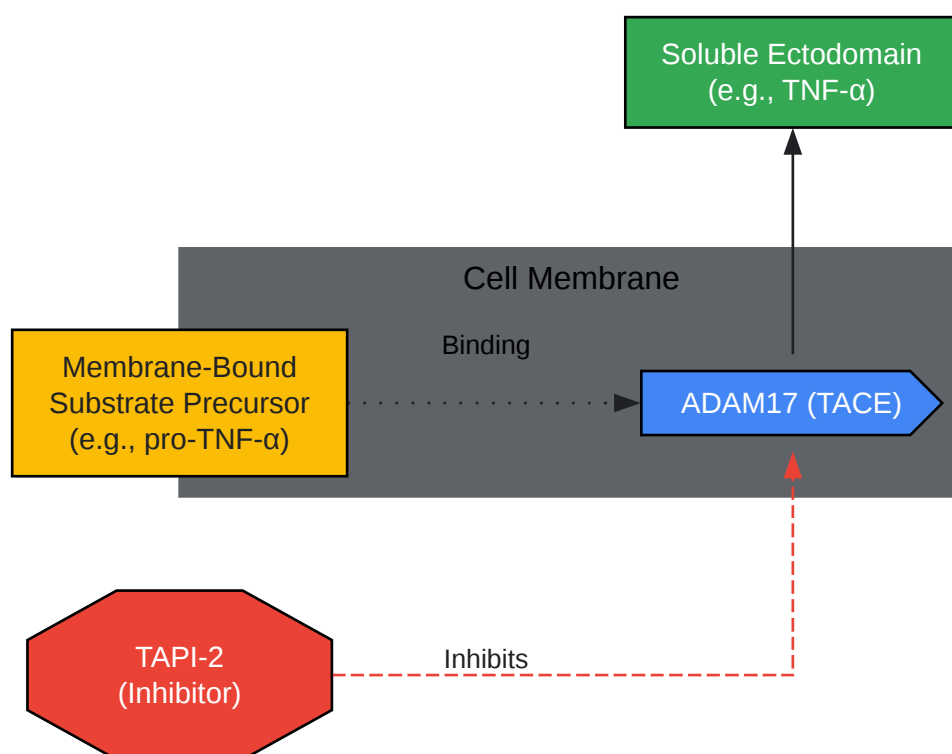 Soluble Ectodomain
(e.g., TNF-α)
Cell Membrane
Binding
Membrane-Bound
Substrate Precursor
(e.g., pro-TNF-α)
ADAM17 (TACE)
Inhibits
TAPI-2
(Inhibitor)